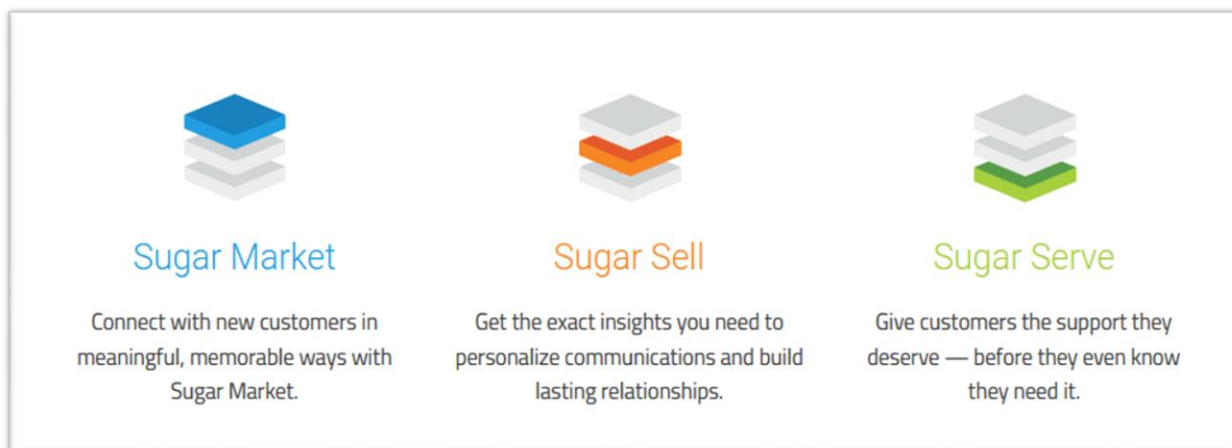 Sugar Market
Connect with new customers in
meaningful, memorable ways with
Sugar Market.
Sugar Sell
Get the exact insights you need to
personalize communications and build
lasting relationships.
Sugar Serve
Give customers the support they
deserve — before they even know
they need it.